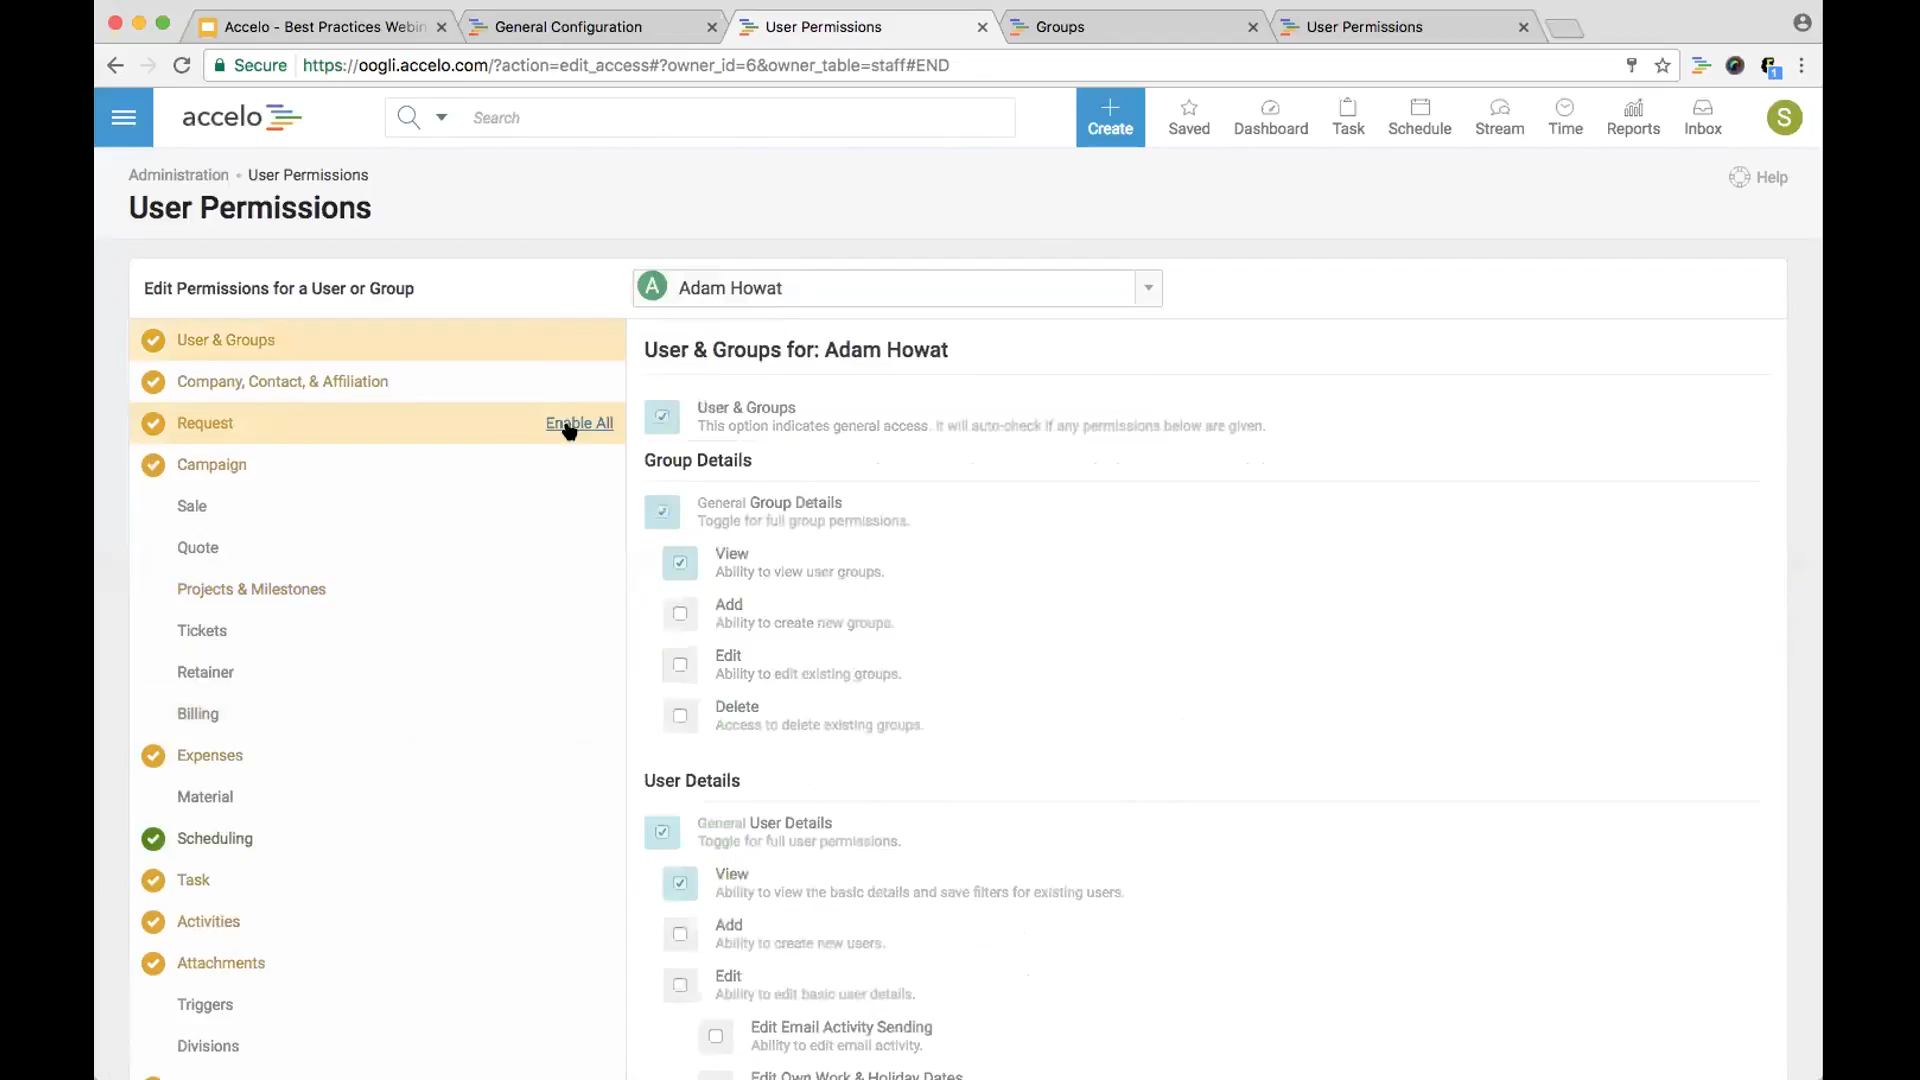 Accelo - Best Practices Webin
General Configuration
User Permissions
Groups
User Permissions
Secure
https://oogli.accelo.com/?action=edit_access#?owner_id=6&owner_table=staff#END
1
accelo
Search
Create
Saved
Dashboard
Task
Schedule
Stream
Time
Reports
Inbox
S
Administration • User Permissions
Help
User Permissions
Edit Permissions for a User or Group
A
Adam Howat
User & Groups
Company, Contact, & Affiliation
Request
Enable All
Campaign
Sale
Quote
Projects & Milestones
Tickets
Retainer
Billing
Expenses
Material
Scheduling
Task
Activities
Attachments
Triggers
Divisions
User & Groups for: Adam Howat
User & Groups
This option indicates general access. It will auto-check if any permissions below are given.
Group Details
General Group Details
Toggle for full group permissions.
View
Ability to view user groups.
Add
Ability to create new groups.
Edit
Ability to edit existing groups.
Delete
Access to delete existing groups.
User Details
General User Details
Toggle for full user permissions.
View
Ability to view the basic details and save filters for existing users.
Add
Ability to create new users.
Edit
Ability to edit basic user details.
Edit Email Activity Sending
Ability to edit email activity.
Edit Own Work & Holiday Dates